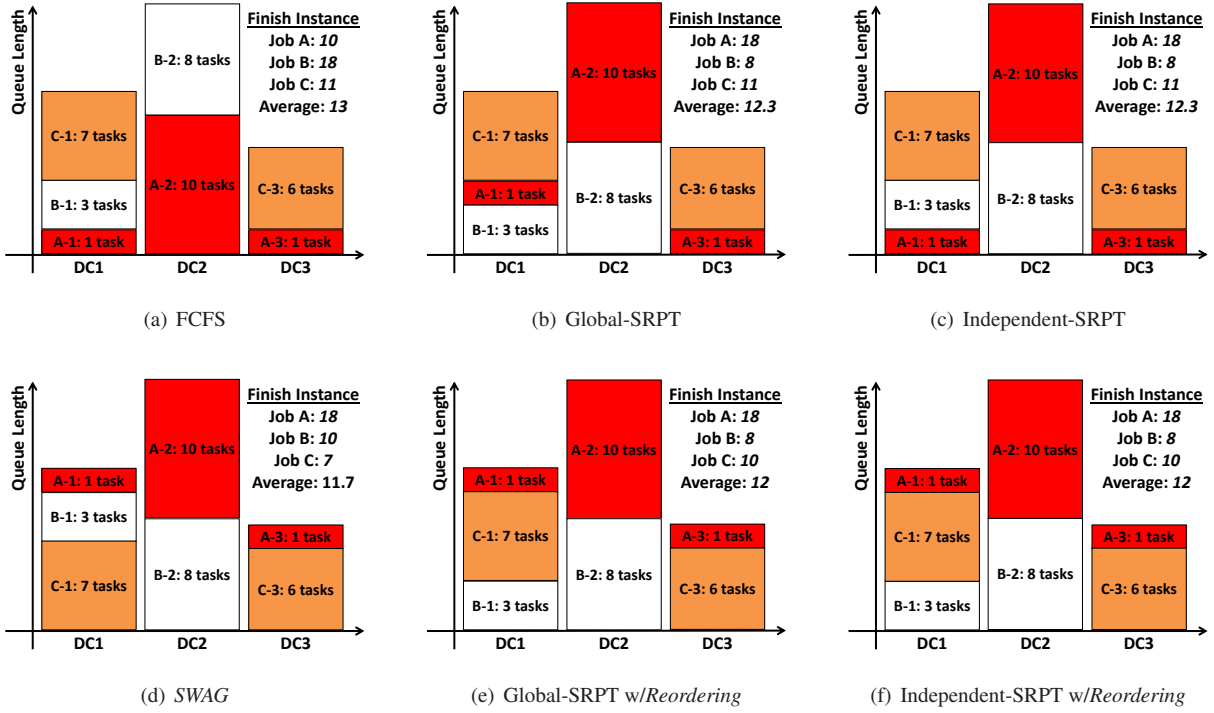 Queue Length
B-2: 8 tasks
A-2: 10 tasks
C-1: 7 tasks
B-1: 3 tasks
A-1: 1 task
C-3: 6 tasks
A-3: 1 task
DC1 DC2 DC3
Finish Instance
Job A: 10
Job B: 18
Job C: 11
Average: 13
(a) FCFS
Queue Length
A-2: 10 tasks
B-2: 8 tasks
C-1: 7 tasks
A-1: 1 task
B-1: 3 tasks
C-3: 6 tasks
A-3: 1 task
DC1 DC2 DC3
Finish Instance
Job A: 18
Job B: 8
Job C: 11
Average: 12.3
(b) Global-SRPT
Queue Length
A-2: 10 tasks
B-2: 8 tasks
C-1: 7 tasks
B-1: 3 tasks
A-1: 1 task
C-3: 6 tasks
A-3: 1 task
DC1 DC2 DC3
Finish Instance
Job A: 18
Job B: 8
Job C: 11
Average: 12.3
(c) Independent-SRPT
Queue Length
A-2: 10 tasks
B-2: 8 tasks
A-1: 1 task
B-1: 3 tasks
C-1: 7 tasks
A-3: 1 task
C-3: 6 tasks
DC1 DC2 DC3
Finish Instance
Job A: 18
Job B: 10
Job C: 7
Average: 11.7
(d) SWAG
Queue Length
A-2: 10 tasks
B-2: 8 tasks
A-1: 1 task
C-1: 7 tasks
B-1: 3 tasks
A-3: 1 task
C-3: 6 tasks
DC1 DC2 DC3
Finish Instance
Job A: 18
Job B: 8
Job C: 10
Average: 12
(e) Global-SRPT w/Reordering
Queue Length
A-2: 10 tasks
B-2: 8 tasks
A-1: 1 task
C-1: 7 tasks
B-1: 3 tasks
A-3: 1 task
C-3: 6 tasks
DC1 DC2 DC3
Finish Instance
Job A: 18
Job B: 8
Job C: 10
Average: 12
(f) Independent-SRPT w/Reordering